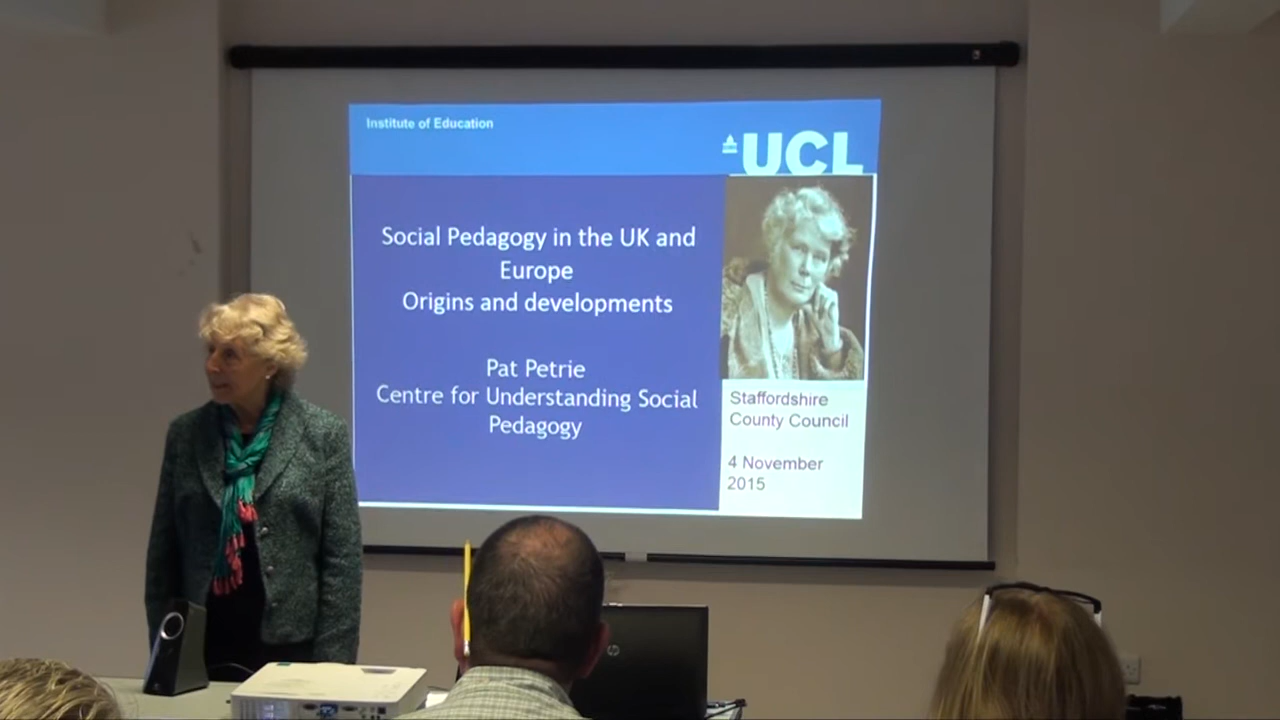 Institute of Education
UCL
Social Pedagogy in the UK and
Europe
Origins and developments
Pat Petrie
Centre for Understanding Social
Pedagogy
Staffordshire
County Council
4 November
2015
hp